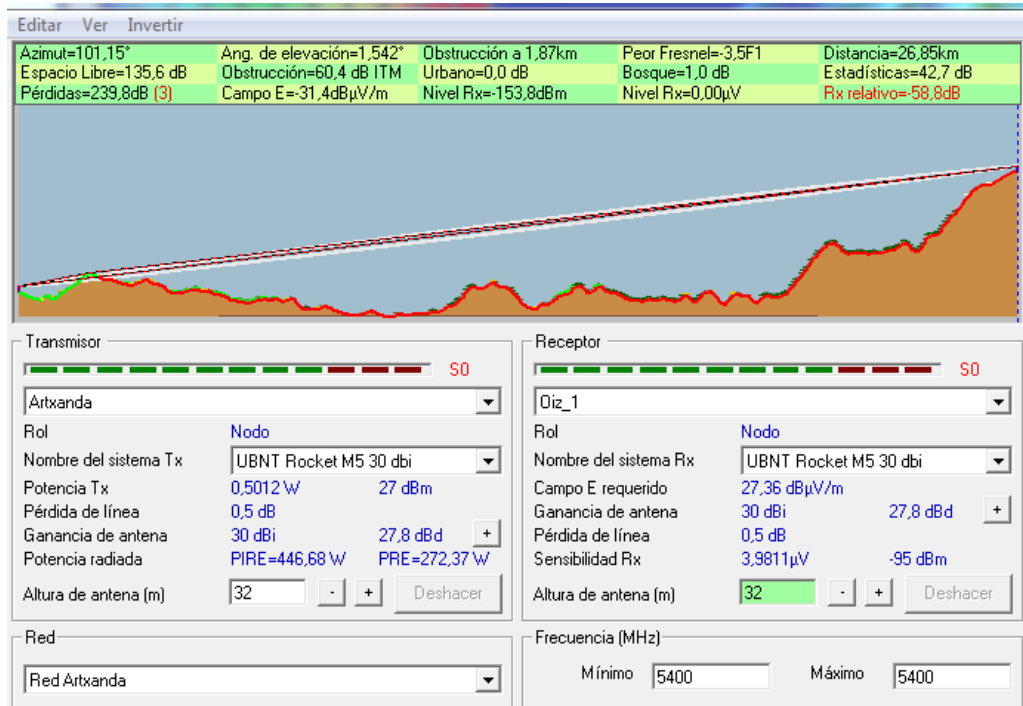 Editar Ver Invertir
Azimut=101,15° Ang. de elevación=1,542° Obstrucción a 1,87km Peor Fresnel=-3,5F1 Distancia=26,85km
Espacio Libre=135,6 dB Obstrucción=60,4 dB ITM Urbano=0,0 dB Bosque=1,0 dB Estadísticas=42,7 dB
Pérdidas=239,8dB (3) Campo E=-31,4dBµV/m Nivel Rx=-153,8dBm Nivel Rx=0,00µV Rx relativo=-58,8dB
Transmisor
S0
Artxanda
Rol Nodo
Nombre del sistema Tx UBNT Rocket M5 30 dbi
Potencia Tx 0,5012 W 27 dBm
Pérdida de línea 0,5 dB
Ganancia de antena 30 dBi 27,8 dBd +
Potencia radiada PIRE=446,68 W PRE=272,37 W
Altura de antena (m) 32 - + Deshacer
Receptor
S0
Oiz_1
Rol Nodo
Nombre del sistema Rx UBNT Rocket M5 30 dbi
Campo E requerido 27,36 dBµV/m
Ganancia de antena 30 dBi 27,8 dBd +
Pérdida de línea 0,5 dB
Sensibilidad Rx 3,9811µV -95 dBm
Altura de antena (m) 32 - + Deshacer
Red
Red Artxanda
Frecuencia (MHz)
Mínimo 5400 Máximo 5400